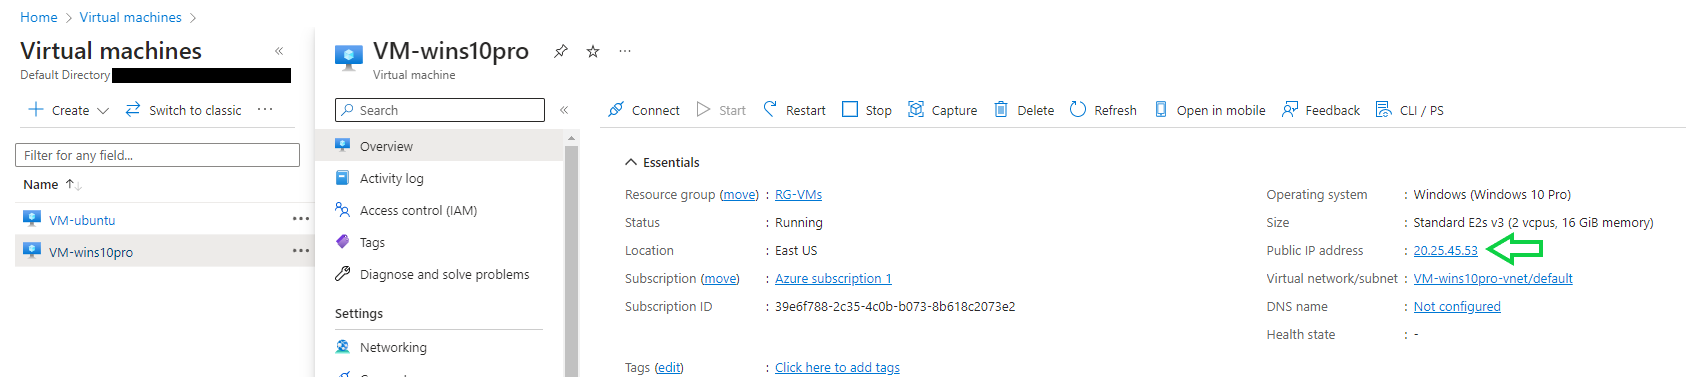 Home > Virtual machines >
Virtual machines «
Default Directory
+ Create Switch to classic ...
Filter for any field...
Name ↑↓
VM-ubuntu ...
VM-wins10pro ...
VM-wins10pro ...
Virtual machine
Search «
Overview
Activity log
Access control (IAM)
Tags
Diagnose and solve problems
Settings
Networking
Connect Start Restart Stop Capture Delete Refresh Open in mobile Feedback CLI / PS
Essentials
Resource group (move) : RG-VMs
Status : Running
Location : East US
Subscription (move) : Azure subscription 1
Subscription ID : 39e6f788-2c35-4c0b-b073-8b618c2073e2
Tags (edit) : Click here to add tags
Operating system : Windows (Windows 10 Pro)
Size : Standard E2s v3 (2 vcpus, 16 GiB memory)
Public IP address : 20.25.45.53
Virtual network/subnet : VM-wins10pro-vnet/default
DNS name : Not configured
Health state : -